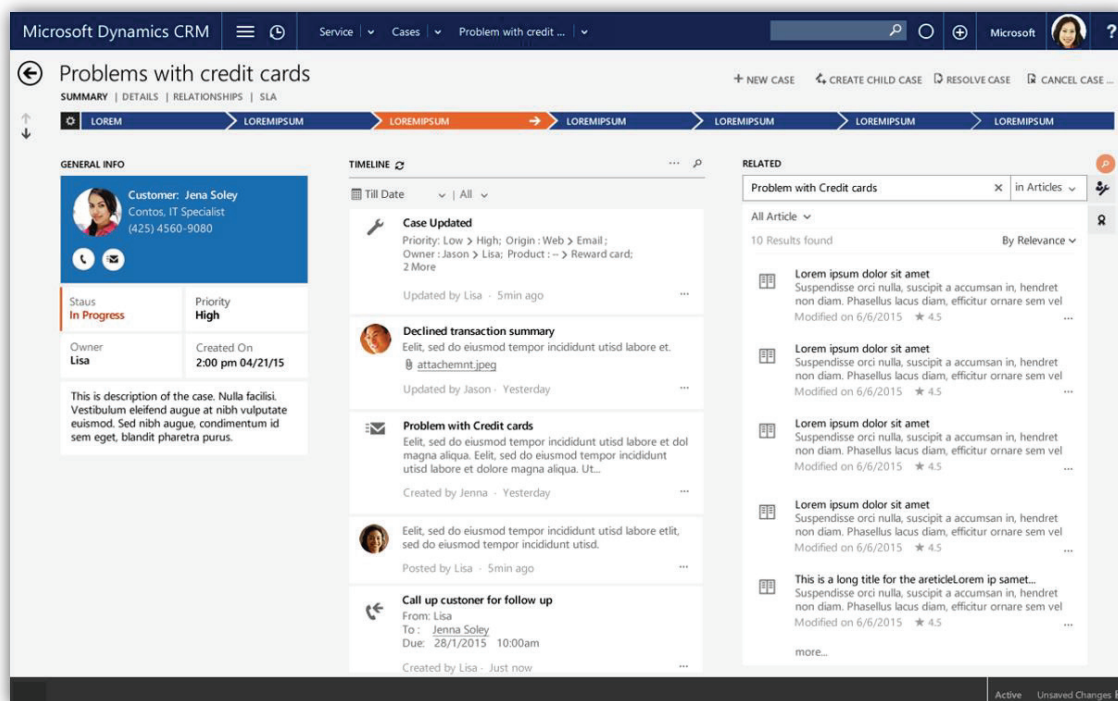 Microsoft Dynamics CRM
Service
Cases
Problem with credit ...
Microsoft
?
Problems with credit cards
SUMMARY | DETAILS | RELATIONSHIPS | SLA
+ NEW CASE
CREATE CHILD CASE
RESOLVE CASE
CANCEL CASE ...
LOREM
LOREMIPSUM
LOREMIPSUM
LOREMIPSUM
LOREMIPSUM
LOREMIPSUM
LOREMIPSUM
GENERAL INFO
Customer: Jena Soley
Contos, IT Specialist
(425) 4560-9080
Staus
In Progress
Priority
High
Owner
Lisa
Created On
2:00 pm 04/21/15
This is description of the case. Nulla facilisi.
Vestibulum eleifend augue at nibh vulputate
euismod. Sed nibh augue, condimentum id
sem eget, blandit pharetra purus.
TIMELINE
...
Till Date
| All
Case Updated
Priority: Low > High; Origin : Web > Email ;
Owner : Jason > Lisa; Product : – > Reward card;
2 More
Updated by Lisa · 5min ago
...
Declined transaction summary
Eelit, sed do eiusmod tempor incididunt utisd labore et.
attachemnt.jpeg
Updated by Jason · Yesterday
...
Problem with Credit cards
Eelit, sed do eiusmod tempor incididunt utisd labore et dol
magna aliqua. Eelit, sed do eiusmod tempor incididunt
utisd labore et dolore magna aliqua. Ut...
Created by Jenna · Yesterday
...
Eelit, sed do eiusmod tempor incididunt utisd labore etlit,
sed do eiusmod tempor incididunt utisd.
Posted by Lisa · 5min ago
...
Call up custoner for follow up
From: Lisa
To : Jenna Soley
Due: 28/1/2015 10:00am
Created by Lisa · Just now
...
RELATED
Problem with Credit cards
in Articles
All Article
10 Results found
By Relevance
Lorem ipsum dolor sit amet
Suspendisse orci nulla, suscipit a accumsan in, hendret
non diam. Phasellus lacus diam, efficitur ornare sem vel
Modified on 6/6/2015 ★ 4.5
...
Lorem ipsum dolor sit amet
Suspendisse orci nulla, suscipit a accumsan in, hendret
non diam. Phasellus lacus diam, efficitur ornare sem vel
Modified on 6/6/2015 ★ 4.5
...
Lorem ipsum dolor sit amet
Suspendisse orci nulla, suscipit a accumsan in, hendret
non diam. Phasellus lacus diam, efficitur ornare sem vel
Modified on 6/6/2015 ★ 4.5
...
Lorem ipsum dolor sit amet
Suspendisse orci nulla, suscipit a accumsan in, hendret
non diam. Phasellus lacus diam, efficitur ornare sem vel
Modified on 6/6/2015 ★ 4.5
...
This is a long title for the areticleLorem ip samet...
Suspendisse orci nulla, suscipit a accumsan in, hendret
non diam. Phasellus lacus diam, efficitur ornare sem vel
Modified on 6/6/2015 ★ 4.5
...
more...
Active
Unsaved Changes